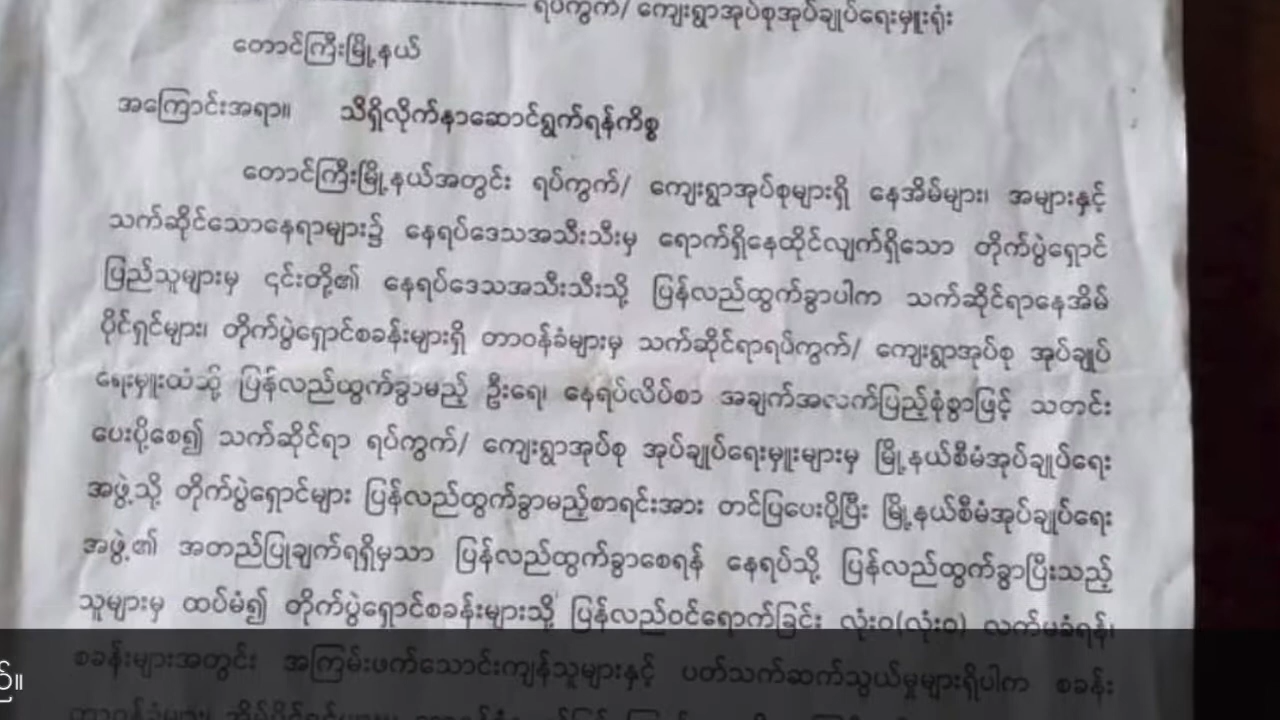 ရပ်ကွက်/ ကျေးရွာအုပ်စုအုပ်ချုပ်ရေးမှူးရုံး
တောင်ကြီးမြို့နယ်
အကြောင်းအရာ။ သိရှိလိုက်နာဆောင်ရွက်ရန်ကိစ္စ
တောင်ကြီးမြို့နယ်အတွင်း ရပ်ကွက်/ ကျေးရွာအုပ်စုများရှိ နေအိမ်များ၊ အများနှင့်
သက်ဆိုင်သောနေရာများ၌ နေရပ်ဒေသအသီးသီးမှ ရောက်ရှိနေထိုင်လျက်ရှိသော တိုက်ပွဲရှောင်
ပြည်သူများမှ ၎င်းတို့၏ နေရပ်ဒေသအသီးသီးသို့ ပြန်လည်ထွက်ခွာပါက သက်ဆိုင်ရာနေအိမ်
ပိုင်ရှင်များ၊ တိုက်ပွဲရှောင်စခန်းများရှိ တာဝန်ခံများမှ သက်ဆိုင်ရာရပ်ကွက်/ ကျေးရွာအုပ်စု အုပ်ချုပ်
ရေးမှူးထံသို့ ပြန်လည်ထွက်ခွာမည့် ဦးရေ၊ နေရပ်လိပ်စာ အချက်အလက်ပြည့်စုံစွာဖြင့် သတင်း
ပေးပို့စေ၍ သက်ဆိုင်ရာ ရပ်ကွက်/ ကျေးရွာအုပ်စု အုပ်ချုပ်ရေးမှူးများမှ မြို့နယ်စီမံအုပ်ချုပ်ရေး
အဖွဲ့သို့ တိုက်ပွဲရှောင်များ ပြန်လည်ထွက်ခွာမည့်စာရင်းအား တင်ပြပေးပို့ပြီး မြို့နယ်စီမံအုပ်ချုပ်ရေး
အဖွဲ့၏ အတည်ပြုချက်ရရှိမှသာ ပြန်လည်ထွက်ခွာစေရန် နေရပ်သို့ ပြန်လည်ထွက်ခွာပြီးသည့်
သူများမှ ထပ်မံ၍ တိုက်ပွဲရှောင်စခန်းများသို့ ပြန်လည်ဝင်ရောက်ခြင်း လုံးဝ(လုံးဝ) လက်မခံရန်၊
စခန်းများအတွင်း အကြမ်းဖက်သောင်းကျန်သူများနှင့် ပတ်သက်ဆက်သွယ်မှုများရှိပါက စခန်း